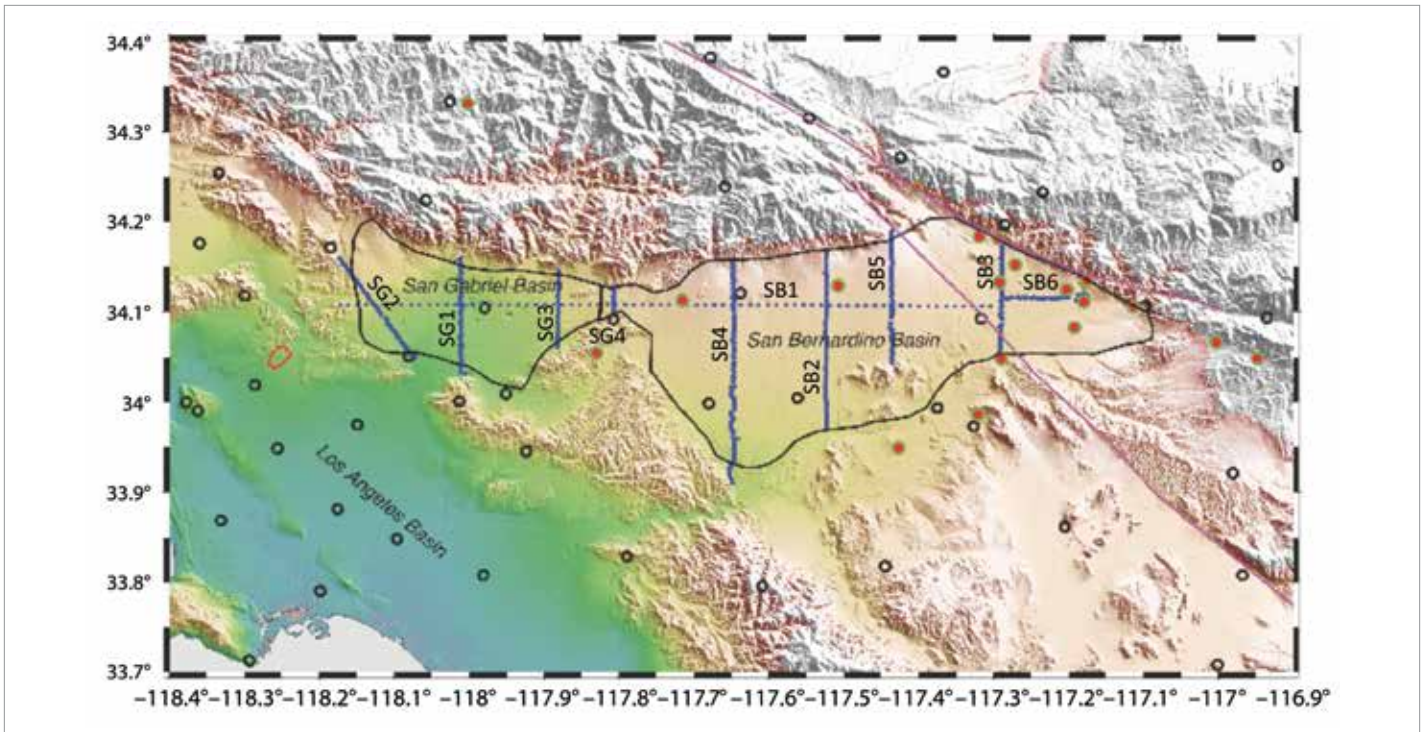 34.4°
34.3°
34.2°
34.1°
34°
33.9°
33.8°
33.7°
SG2
San Gabriel Basin
SG1
SG3
SG4
SB4
SB1
San Bernardino Basin
SB2
SB5
SB3
SB6
Los Angeles Basin
−118.4° −118.3° −118.2° −118.1° −118° −117.9° −117.8° −117.7° −117.6° −117.5° −117.4° −117.3° −117.2° −117.1° −117° −116.9°